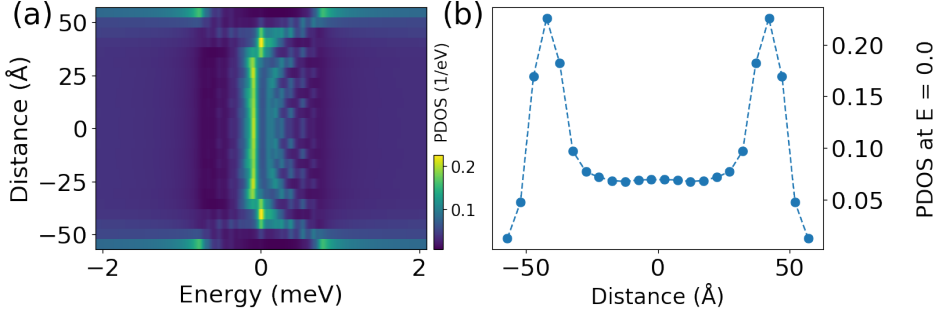 (a)
50
25
0
−25
−50
Distance (Å)
−2
0
2
Energy (meV)
PDOS (1/eV)
0.2
0.1
(b)
0.20
0.15
0.10
0.05
PDOS at E = 0.0
−50
0
50
Distance (Å)